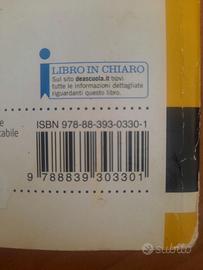 LIBRO IN CHIARO
Sul sito deascuola.it trovi
tutte le informazioni dettagliate
riguardanti questo libro.
e
cabile
ISBN 978-88-393-0330-1
9 788839 303301
subito